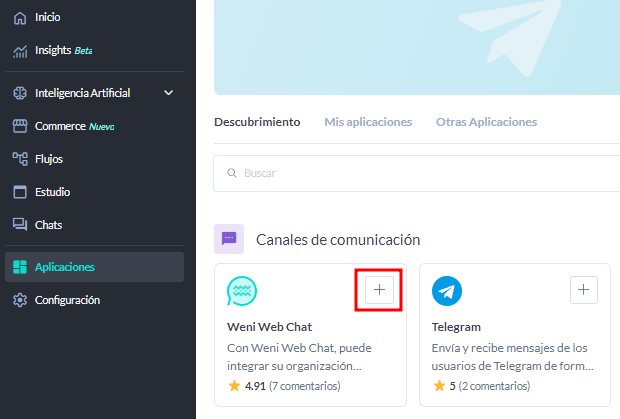 Inicio
Insights Beta
Inteligencia Artificial
Commerce Nuevo
Flujos
Estudio
Chats
Aplicaciones
Configuración
Descubrimiento
Mis aplicaciones
Otras Aplicaciones
Buscar
Canales de comunicación
Weni Web Chat
Con Weni Web Chat, puede
integrar su organización...
4.91 (7 comentarios)
Telegram
Envía y recibe mensajes de los
usuarios de Telegram de form...
5 (2 comentarios)